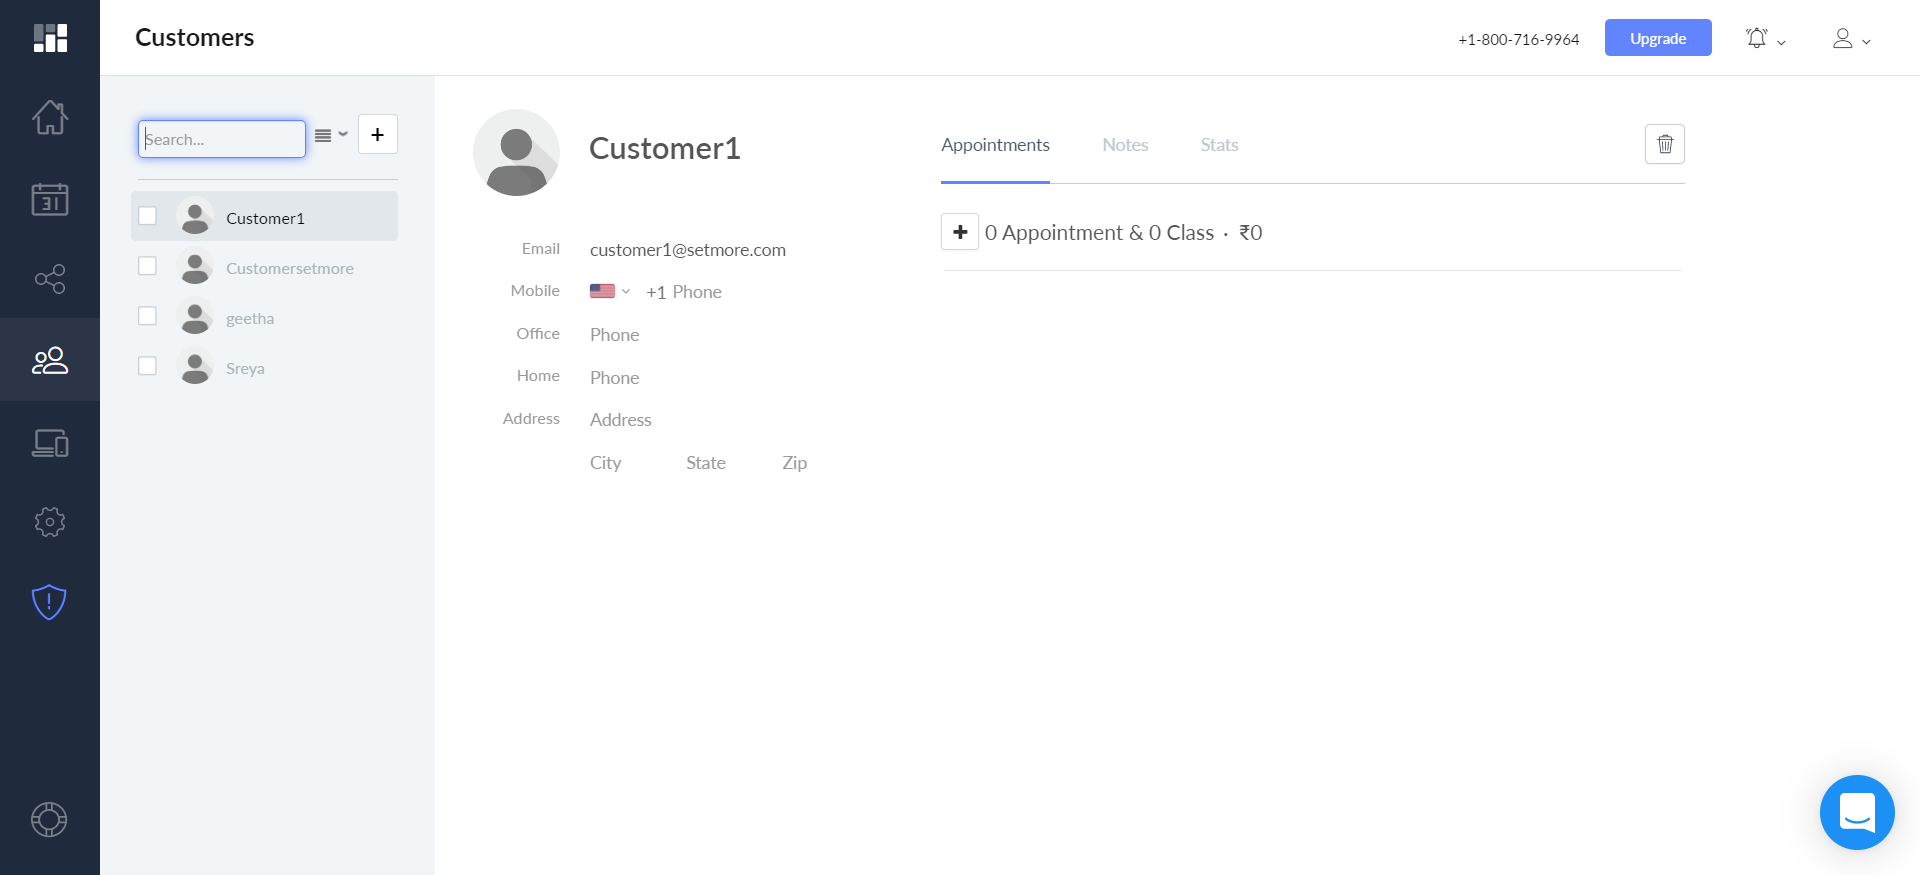 Customers
+1-800-716-9964
Upgrade
31
Search...
+
Customer1
Customersetmore
geetha
Sreya
Customer1
Email customer1@setmore.com
Mobile +1 Phone
Office Phone
Home Phone
Address Address
City State Zip
Appointments Notes Stats
0 Appointment & 0 Class · ₹0